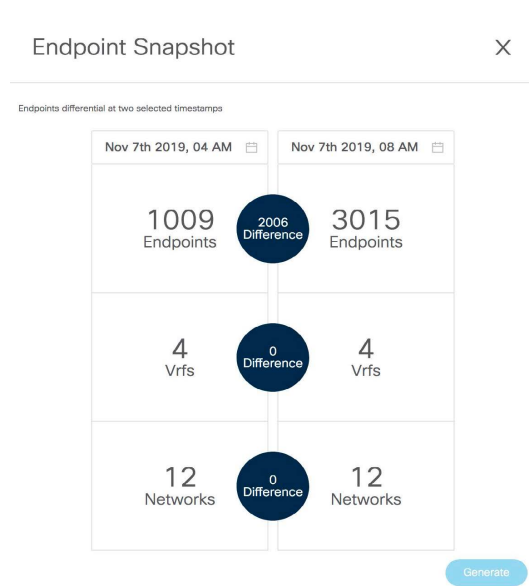 Endpoint Snapshot
X
Endpoints differential at two selected timestamps
Nov 7th 2019, 04 AM
Nov 7th 2019, 08 AM
1009
Endpoints
2006
Difference
3015
Endpoints
4
Vrfs
0
Difference
4
Vrfs
12
Networks
0
Difference
12
Networks
Generate